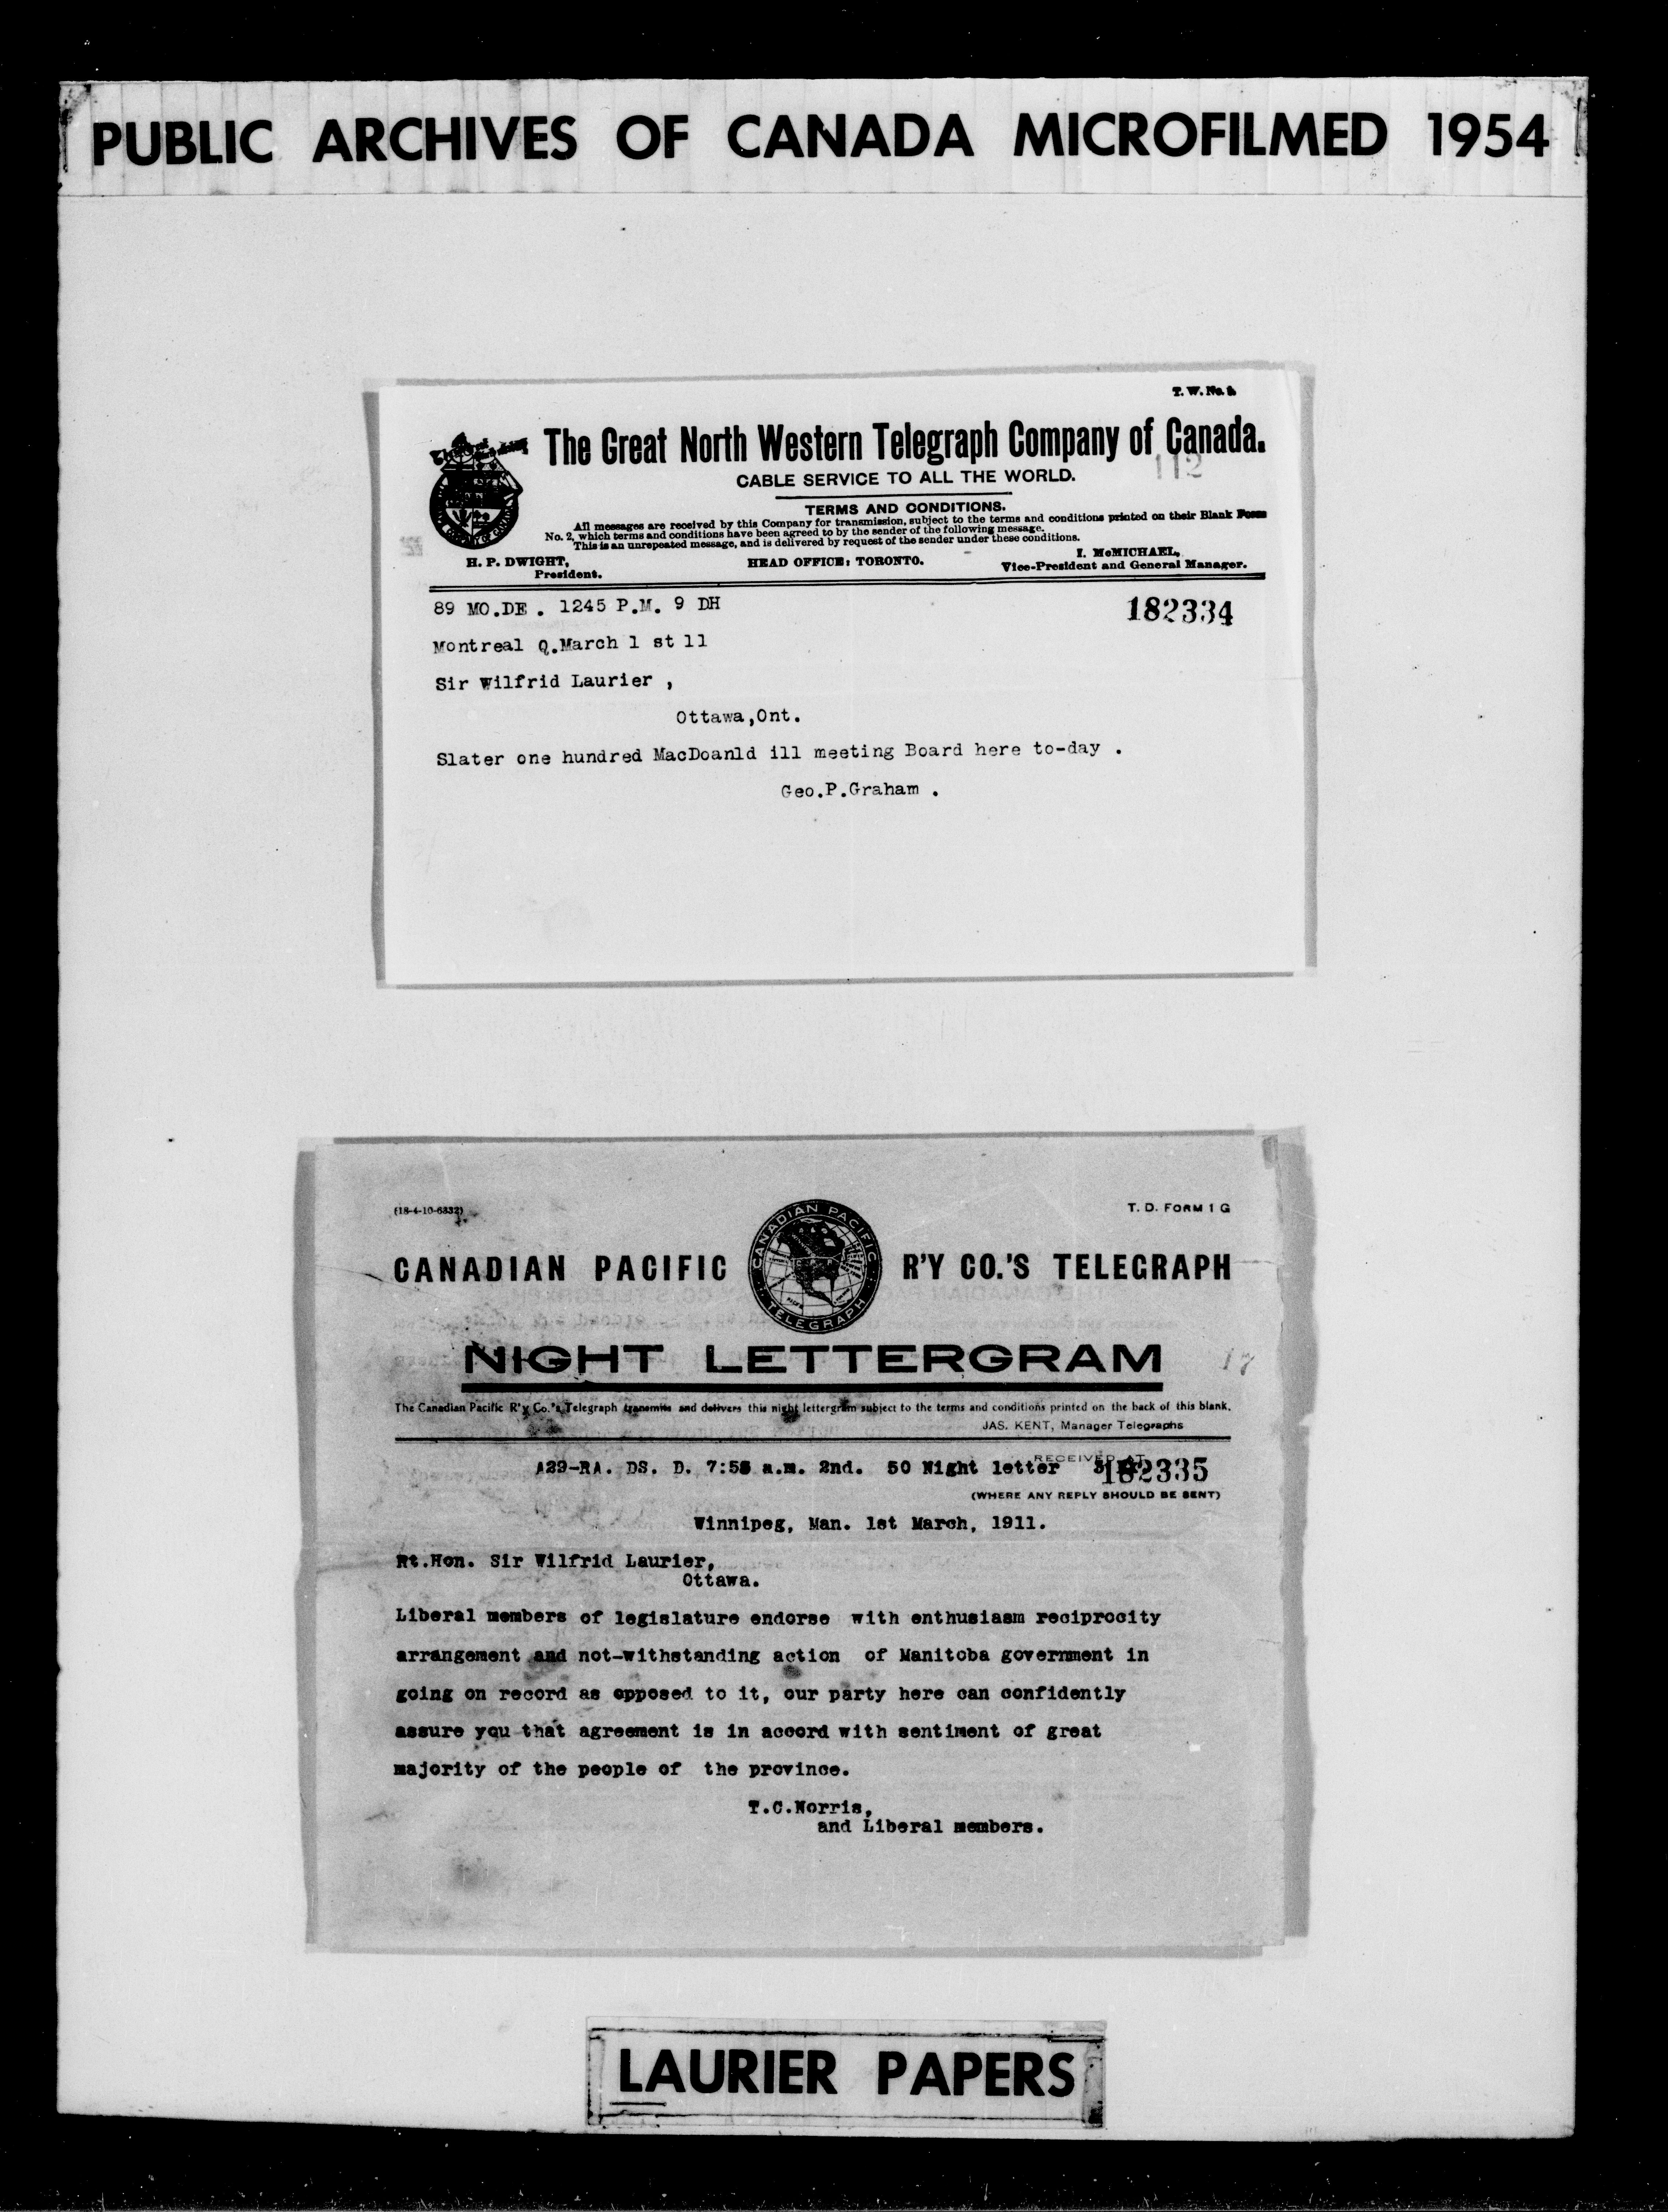 PUBLIC ARCHIVES OF CANADA MICROFILMED 1954
T. W. No.
The Great North Western Telegraph Company of Canada.
112
CABLE SERVICE TO ALL THE WORLD.
TERMS AND CONDITIONS.
All messages are received by this Company for transmission, subject to the terms and conditions printed on their Blank Form
No. 2, which terms and conditions have been agreed to by the sender of the following message.
This is an unrepeated message, and is delivered by request of the sender under these conditions.
H. P. DWIGHT,
President.
HEAD OFFICE: TORONTO.
I. McMICHAEL,
Vice-President and General Manager.
89 MO.DE . 1245 P.M. 9 DH
182334
Montreal Q.March 1 st 11
Sir Wilfrid Laurier ,
Ottawa,Ont.
Slater one hundred MacDoanld ill meeting Board here to-day .
Geo.P.Graham .
(18-4-10-6332)
T. D. FORM 1 G
CANADIAN PACIFIC R'Y CO.'S TELEGRAPH
CANADIAN PACIFIC
TELEGRAPH
NIGHT LETTERGRAM
17
The Canadian Pacific R'y Co.'s Telegraph transmits and delivers this night lettergram subject to the terms and conditions printed on the back of this blank.
JAS. KENT, Manager Telegraphs
RECEIVED AT
A29-RA. DS. D. 7:55 a.m. 2nd. 50 Night letter
182335
(WHERE ANY REPLY SHOULD BE SENT)
Winnipeg, Man. 1st March, 1911.
Rt.Hon. Sir Wilfrid Laurier,
Ottawa.
Liberal members of legislature endorse with enthusiasm reciprocity
arrangement and not-withstanding action of Manitoba government in
going on record as opposed to it, our party here can confidently
assure you that agreement is in accord with sentiment of great
majority of the people of the province.
T.C.Norris,
and Liberal members.
LAURIER PAPERS